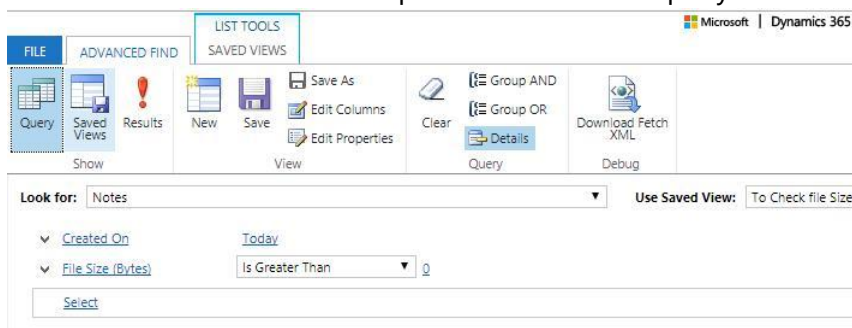 LIST TOOLS
Microsoft | Dynamics 365
FILE ADVANCED FIND SAVED VIEWS
Query
Saved Views
Results
New
Save
Save As
Edit Columns
Edit Properties
Clear
Group AND
Group OR
Details
Download Fetch XML
Show View Query Debug
Look for: Notes Use Saved View: To Check file Size
Created On Today
File Size (Bytes) Is Greater Than 0
Select